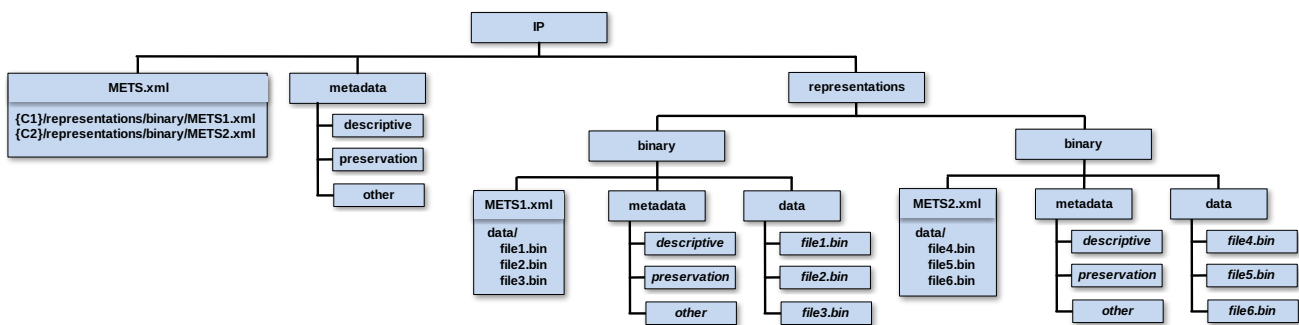 IP
METS.xml
{C1}/representations/binary/METS1.xml
{C2}/representations/binary/METS2.xml
metadata
descriptive
preservation
other
representations
binary
METS1.xml
data/
file1.bin
file2.bin
file3.bin
metadata
descriptive
preservation
other
data
file1.bin
file2.bin
file3.bin
binary
METS2.xml
data/
file4.bin
file5.bin
file6.bin
metadata
descriptive
preservation
other
data
file4.bin
file5.bin
file6.bin